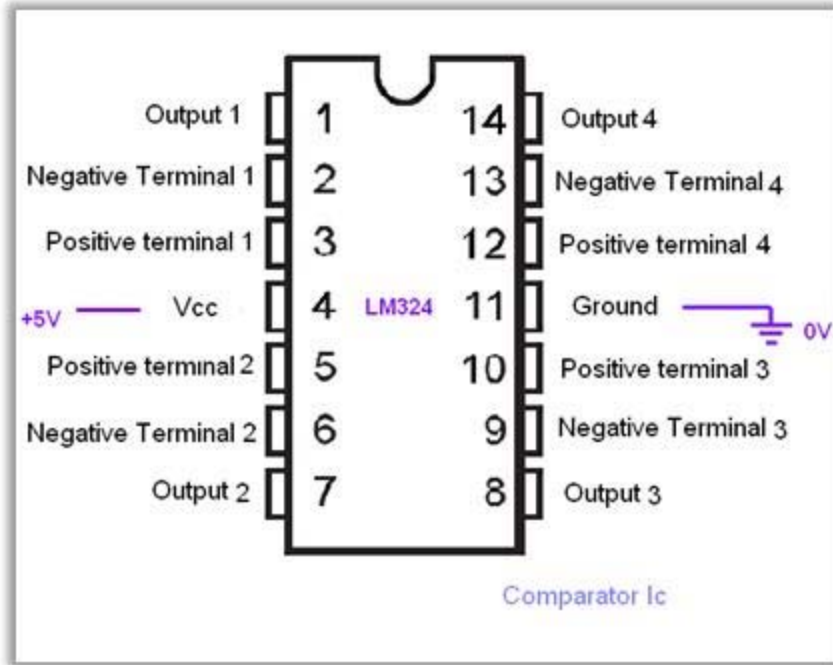 Output 1 1 14 Output 4
Negative Terminal 1 2 13 Negative Terminal 4
Positive terminal 1 3 12 Positive terminal 4
+5V Vcc 4 LM324 11 Ground 0V
Positive terminal 2 5 10 Positive terminal 3
Negative Terminal 2 6 9 Negative Terminal 3
Output 2 7 8 Output 3
Comparator Ic